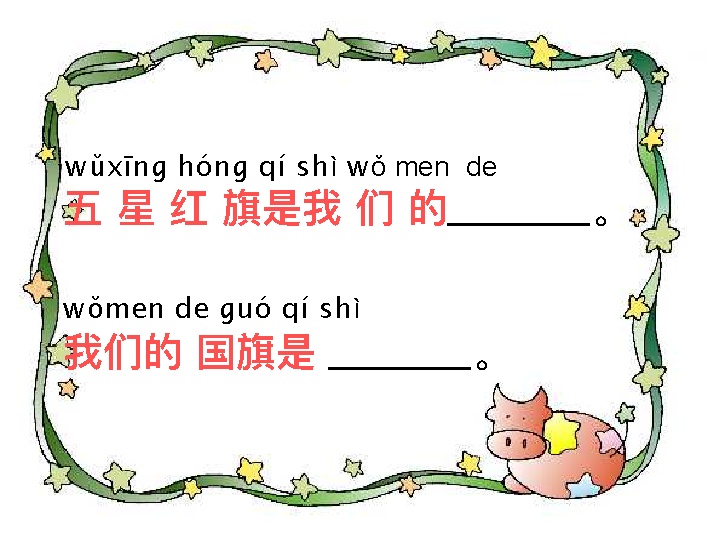 wǔxīng hóng qí shì wǒ men de
五 星 红 旗是我 们 的________。
wǒmen de guó qí shì
我们的 国旗是 ________。